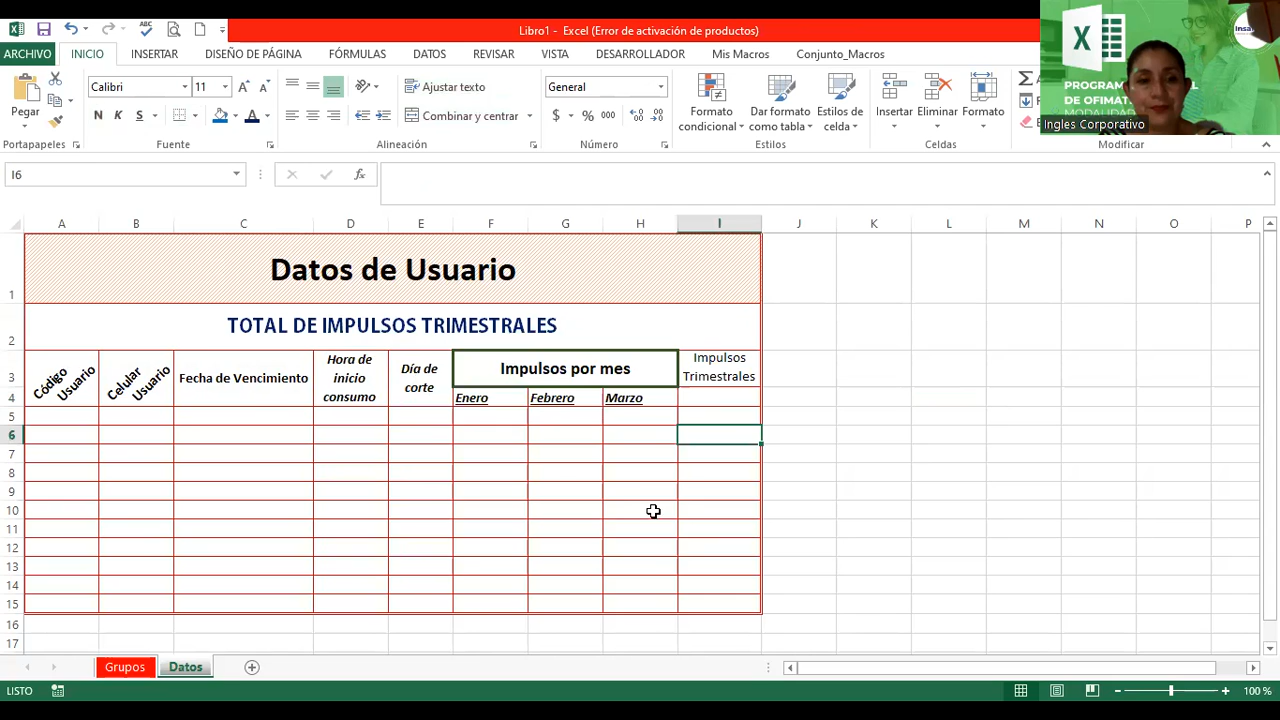 Libro1 - Excel (Error de activación de productos)
ARCHIVO INICIO INSERTAR DISEÑO DE PÁGINA FÓRMULAS DATOS REVISAR VISTA DESARROLLADOR Mis Macros Conjunto_Macros
Calibri 11 Ajustar texto General
Pegar N K S Combinar y centrar $ % 000 Formato condicional Dar formato como tabla Estilos de celda Insertar Eliminar Formato
Portapapeles Fuente Alineación Número Estilos Celdas Modificar
PROGRAM
DE OFIMAT
Ingles Corporativo
I6 fx
A B C D E F G H I J K L M N O P
1 Datos de Usuario
2 TOTAL DE IMPULSOS TRIMESTRALES
3 Código Usuario Celular Usuario Fecha de Vencimiento Hora de inicio consumo Día de corte Impulsos por mes Impulsos Trimestrales
4 Enero Febrero Marzo
5
6
7
8
9
10
11
12
13
14
15
16
17
Grupos Datos
LISTO 100 %